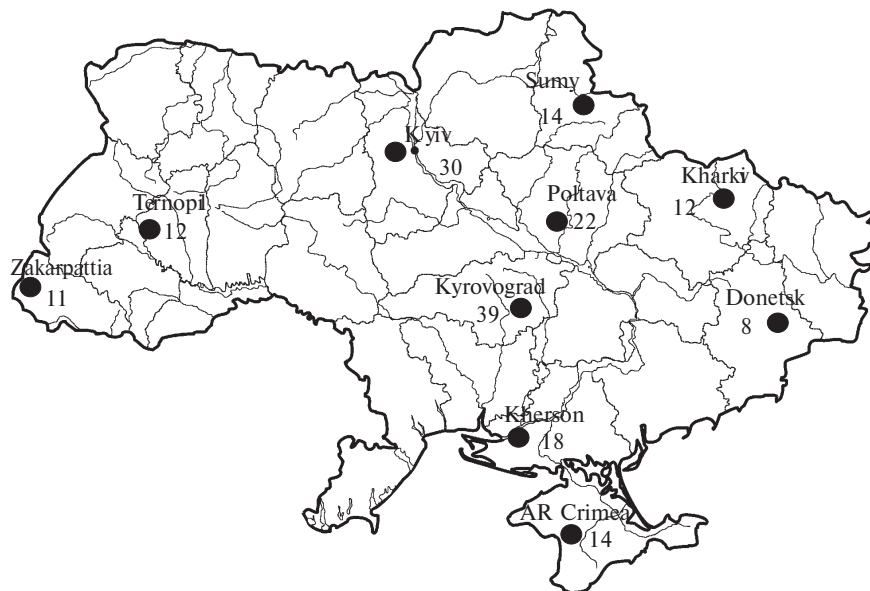 Sumy
14
Kyiv
30
Kharkiv
12
Ternopil
12
Poltava
22
Zakarpattia
11
Kyrovograd
39
Donetsk
8
Kherson
18
AR Crimea
14